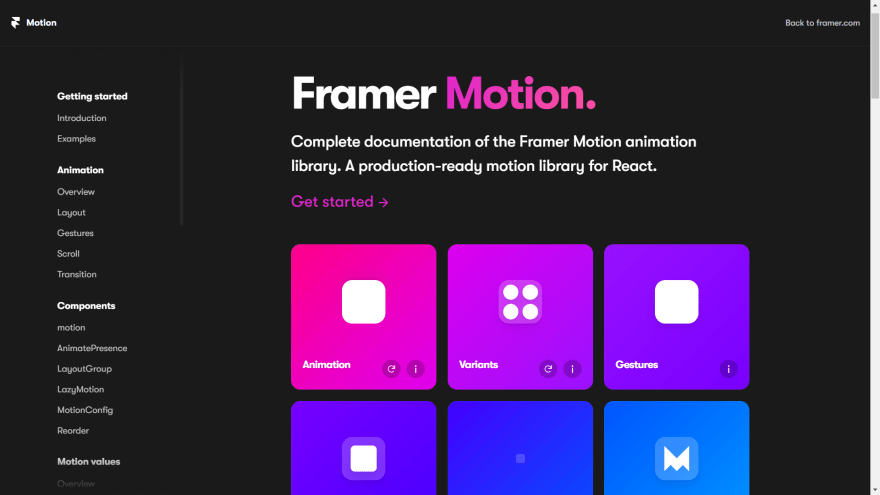 Motion
Back to framer.com
Getting started
Introduction
Examples
Animation
Overview
Layout
Gestures
Scroll
Transition
Components
motion
AnimatePresence
LayoutGroup
LazyMotion
MotionConfig
Reorder
Motion values
Overview
Framer Motion.
Complete documentation of the Framer Motion animation
library. A production-ready motion library for React.
Get started →
Animation
Variants
Gestures